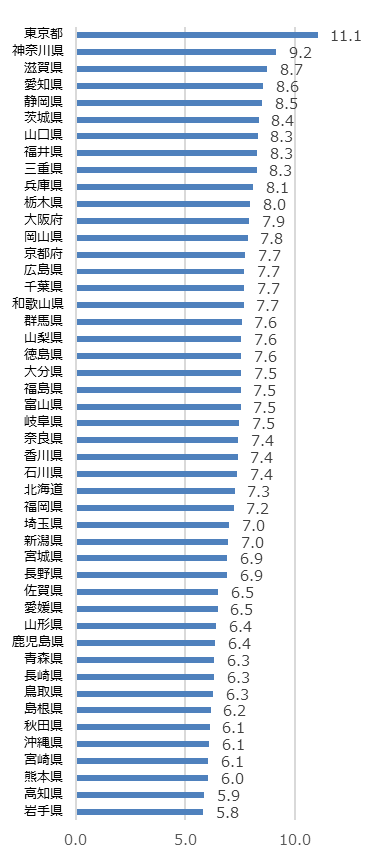 東京都 11.1
神奈川県 9.2
滋賀県 8.7
愛知県 8.6
静岡県 8.5
茨城県 8.4
山口県 8.3
福井県 8.3
三重県 8.3
兵庫県 8.1
栃木県 8.0
大阪府 7.9
岡山県 7.8
京都府 7.7
広島県 7.7
千葉県 7.7
和歌山県 7.7
群馬県 7.6
山梨県 7.6
徳島県 7.6
大分県 7.5
福島県 7.5
富山県 7.5
岐阜県 7.5
奈良県 7.4
香川県 7.4
石川県 7.4
北海道 7.3
福岡県 7.2
埼玉県 7.0
新潟県 7.0
宮城県 6.9
長野県 6.9
佐賀県 6.5
愛媛県 6.5
山形県 6.4
鹿児島県 6.4
青森県 6.3
長崎県 6.3
鳥取県 6.3
島根県 6.2
秋田県 6.1
沖縄県 6.1
宮崎県 6.1
熊本県 6.0
高知県 5.9
岩手県 5.8
0.0 5.0 10.0